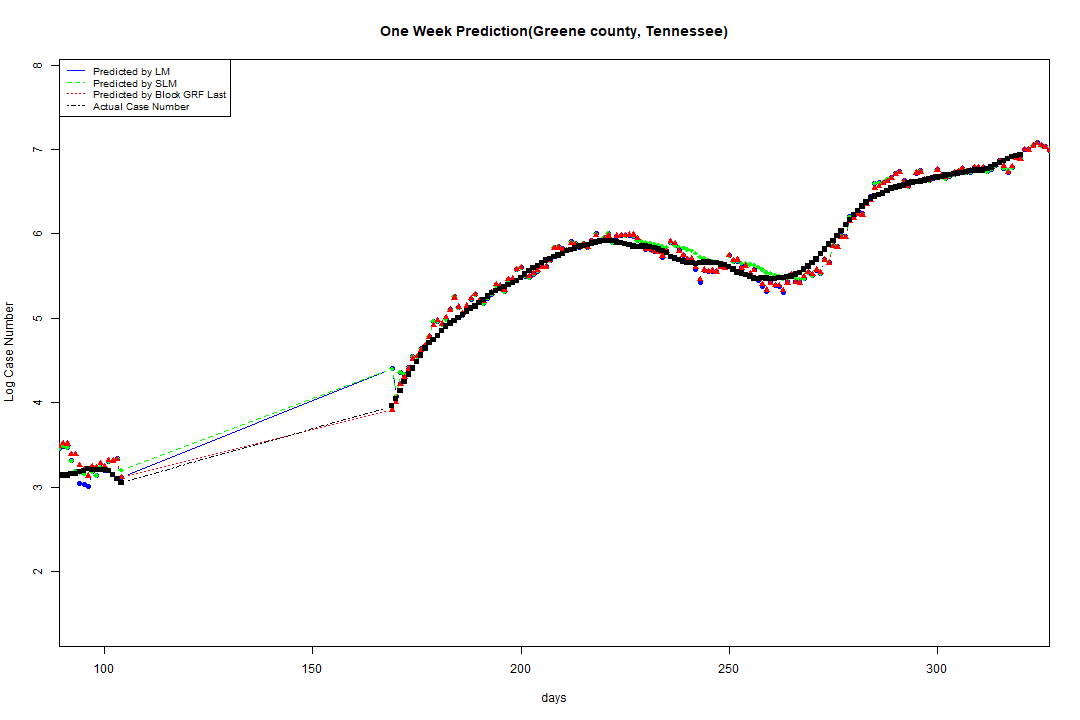 One Week Prediction(Greene county, Tennessee)
Predicted by LM
Predicted by SLM
Predicted by Block GRF Last
Actual Case Number
8
7
6
5
4
3
2
Log Case Number
100 150 200 250 300
days